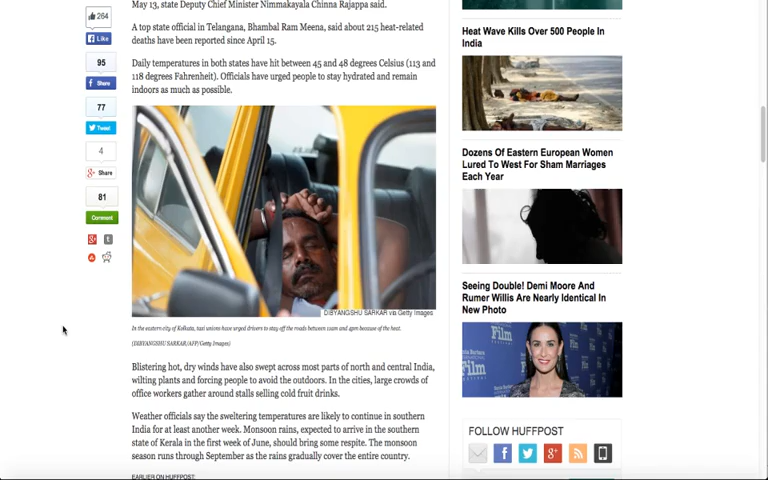 May 13, state Deputy Chief Minister Nimmakayala Chinna Rajappa said.
A top state official in Telangana, Bhambal Ram Meena, said about 215 heat-related
deaths have been reported since April 15.
Daily temperatures in both states have hit between 45 and 48 degrees Celsius (113 and
118 degrees Fahrenheit). Officials have urged people to stay hydrated and remain
indoors as much as possible.
DIBYANGSHU SARKAR via Getty Images
In the eastern city of Kolkata, taxi unions have urged drivers to stay off the roads between 11am and 4pm because of the heat.
(DIBYANGSHU SARKAR/AFP/Getty Images)
Blistering hot, dry winds have also swept across most parts of north and central India,
wilting plants and forcing people to avoid the outdoors. In the cities, large crowds of
office workers gather around stalls selling cold fruit drinks.
Weather officials say the sweltering temperatures are likely to continue in southern
India for at least another week. Monsoon rains, expected to arrive in the southern
state of Kerala in the first week of June, should bring some respite. The monsoon
season runs through September as the rains gradually cover the entire country.
EARLIER ON HUFFPOST:
264
Like
95
Share
77
Tweet
4
Share
81
Comment
Heat Wave Kills Over 500 People In
India
Dozens Of Eastern European Women
Lured To West For Sham Marriages
Each Year
Seeing Double! Demi Moore And
Rumer Willis Are Nearly Identical In
New Photo
Film
FOLLOW HUFFPOST